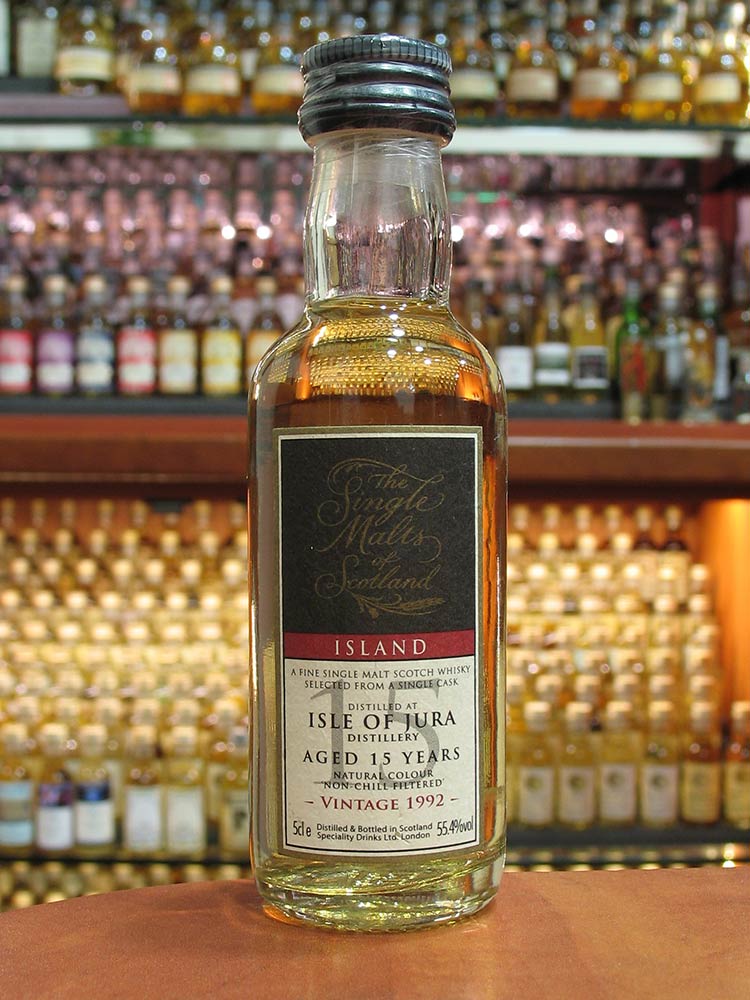 The
Single
Malts
of
Scotland
ISLAND
A FINE SINGLE MALT SCOTCH WHISKY
SELECTED FROM A SINGLE CASK
15
DISTILLED AT
ISLE OF JURA
DISTILLERY
AGED 15 YEARS
NATURAL COLOUR
'NON-CHILL FILTERED'
- VINTAGE 1992 -
5cl e Distilled & Bottled in Scotland 55.4%vol
Speciality Drinks Ltd. London